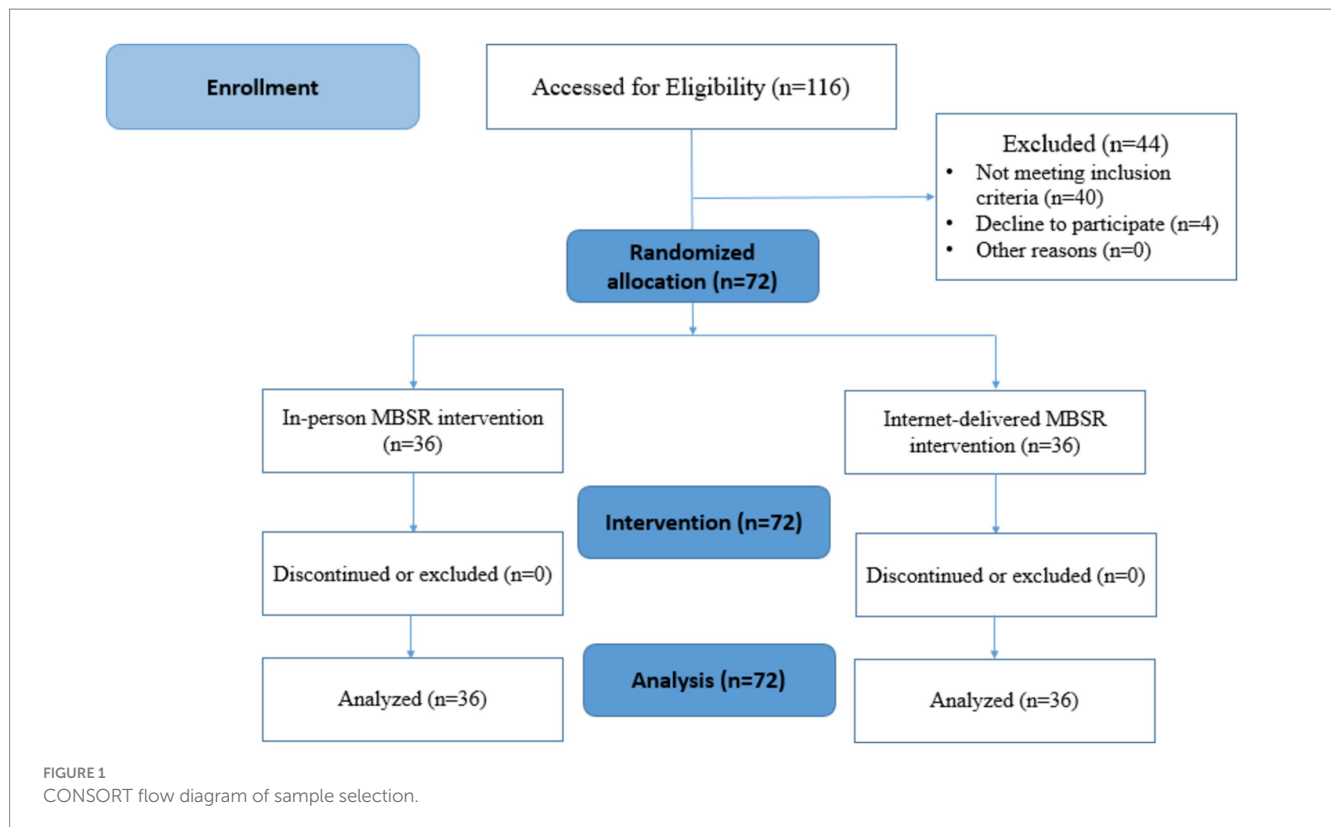 Enrollment
Accessed for Eligibility (n=116)
Excluded (n=44)
• Not meeting inclusion
criteria (n=40)
• Decline to participate (n=4)
• Other reasons (n=0)
Randomized
allocation (n=72)
In-person MBSR intervention
(n=36)
Internet-delivered MBSR
intervention (n=36)
Intervention (n=72)
Discontinued or excluded (n=0)
Discontinued or excluded (n=0)
Analysis (n=72)
Analyzed (n=36)
Analyzed (n=36)
FIGURE 1
CONSORT flow diagram of sample selection.